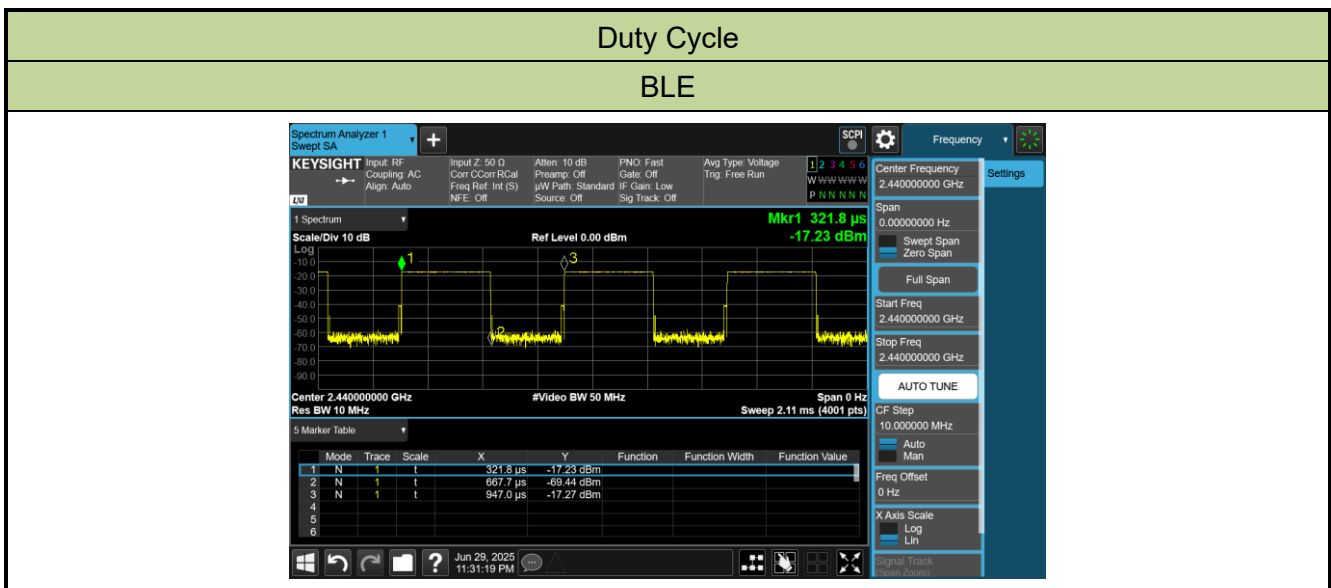 Duty Cycle
BLE
Spectrum Analyzer 1
Swept SA
+
SCPI
Frequency
KEYSIGHT
Input: RF
Coupling: AC
Align: Auto
LXI
Input Z: 50 Ω
Corr CCorr RCal
Freq Ref: Int (S)
NFE: Off
Atten: 10 dB
Preamp: Off
µW Path: Standard
Source: Off
PNO: Fast
Gate: Off
IF Gain: Low
Sig Track: Off
Avg Type: Voltage
Trig: Free Run
1 2 3 4 5 6
W W W W W W
P N N N N N
1 Spectrum
Scale/Div 10 dB
Ref Level 0.00 dBm
Mkr1 321.8 µs
-17.23 dBm
Log
-10.0
-20.0
-30.0
-40.0
-50.0
-60.0
-70.0
-80.0
-90.0
1
2
3
Center 2.440000000 GHz
Res BW 10 MHz
#Video BW 50 MHz
Span 0 Hz
Sweep 2.11 ms (4001 pts)
5 Marker Table
Mode Trace Scale X Y Function Function Width Function Value
1 N 1 t 321.8 µs -17.23 dBm
2 N 1 t 667.7 µs -69.44 dBm
3 N 1 t 947.0 µs -17.27 dBm
4
5
6
?
Jun 29, 2025
11:31:19 PM
Center Frequency
2.440000000 GHz
Span
0.00000000 Hz
Swept Span
Zero Span
Full Span
Start Freq
2.440000000 GHz
Stop Freq
2.440000000 GHz
AUTO TUNE
CF Step
10.000000 MHz
Auto
Man
Freq Offset
0 Hz
X Axis Scale
Log
Lin
Signal Track
(Span Zoom)
Settings